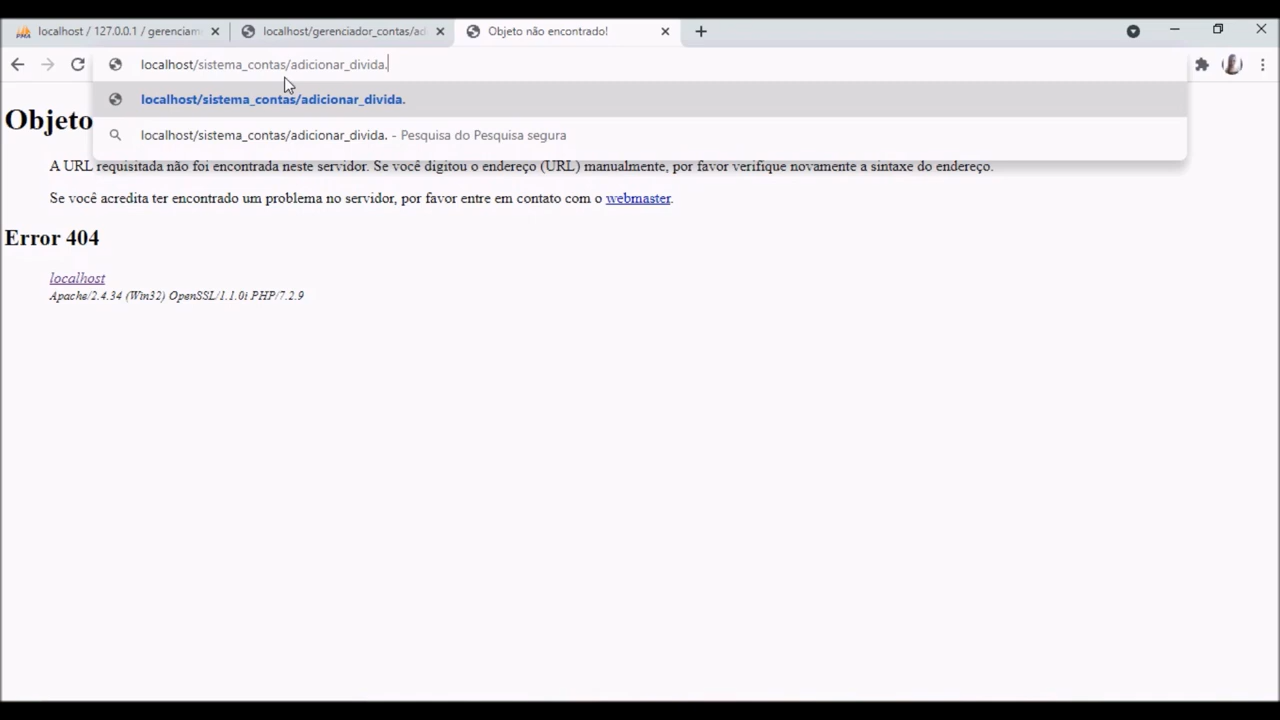 localhost / 127.0.0.1 / gerenciam
localhost/gerenciador_contas/ad
Objeto não encontrado!
localhost/sistema_contas/adicionar_divida.
localhost/sistema_contas/adicionar_divida.
localhost/sistema_contas/adicionar_divida. - Pesquisa do Pesquisa segura
Objeto
A URL requisitada não foi encontrada neste servidor. Se você digitou o endereço (URL) manualmente, por favor verifique novamente a sintaxe do endereço.
Se você acredita ter encontrado um problema no servidor, por favor entre em contato com o webmaster.
Error 404
localhost
Apache/2.4.34 (Win32) OpenSSL/1.1.0i PHP/7.2.9